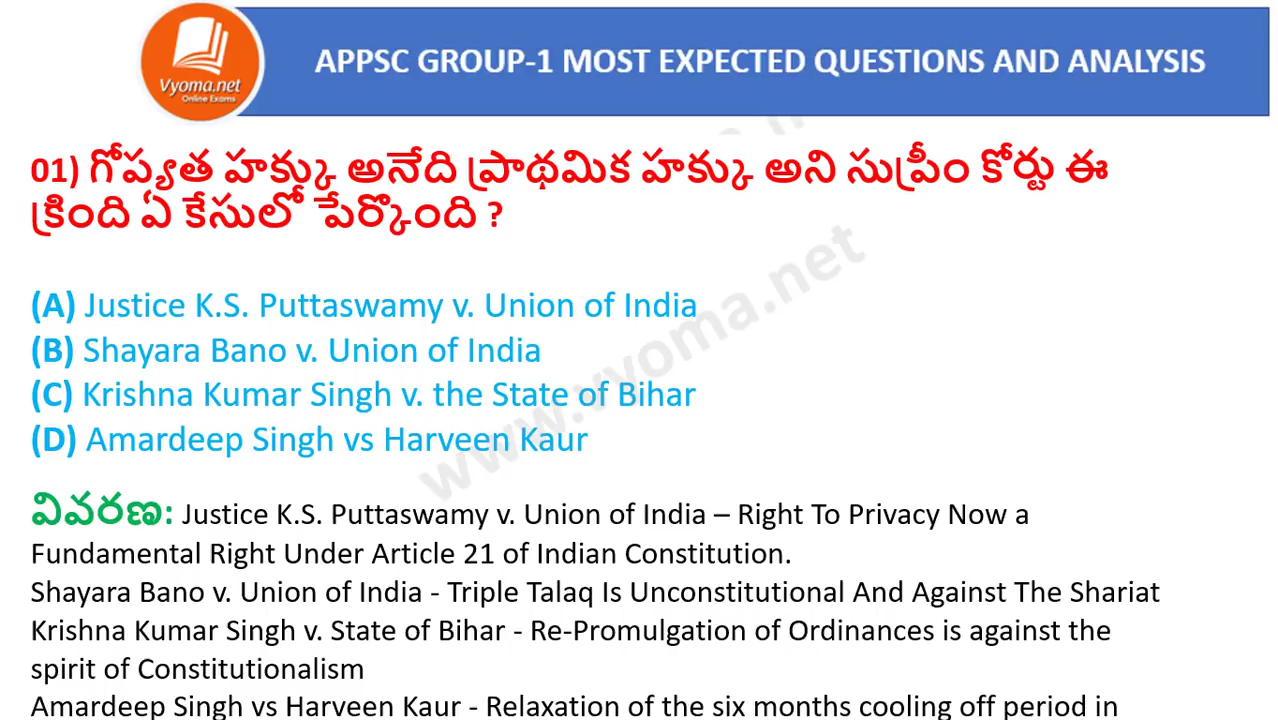 Vyoma.net
Online Exams
APPSC GROUP-1 MOST EXPECTED QUESTIONS AND ANALYSIS
01) గోప్యత హక్కు అనేది ప్రాథమిక హక్కు అని సుప్రీం కోర్టు ఈ
క్రింది ఏ కేసులో పేర్కొంది ?
(A) Justice K.S. Puttaswamy v. Union of India
(B) Shayara Bano v. Union of India
(C) Krishna Kumar Singh v. the State of Bihar
(D) Amardeep Singh vs Harveen Kaur
www.vyoma.net
వివరణ: Justice K.S. Puttaswamy v. Union of India – Right To Privacy Now a
Fundamental Right Under Article 21 of Indian Constitution.
Shayara Bano v. Union of India - Triple Talaq Is Unconstitutional And Against The Shariat
Krishna Kumar Singh v. State of Bihar - Re-Promulgation of Ordinances is against the
spirit of Constitutionalism
Amardeep Singh vs Harveen Kaur - Relaxation of the six months cooling off period in